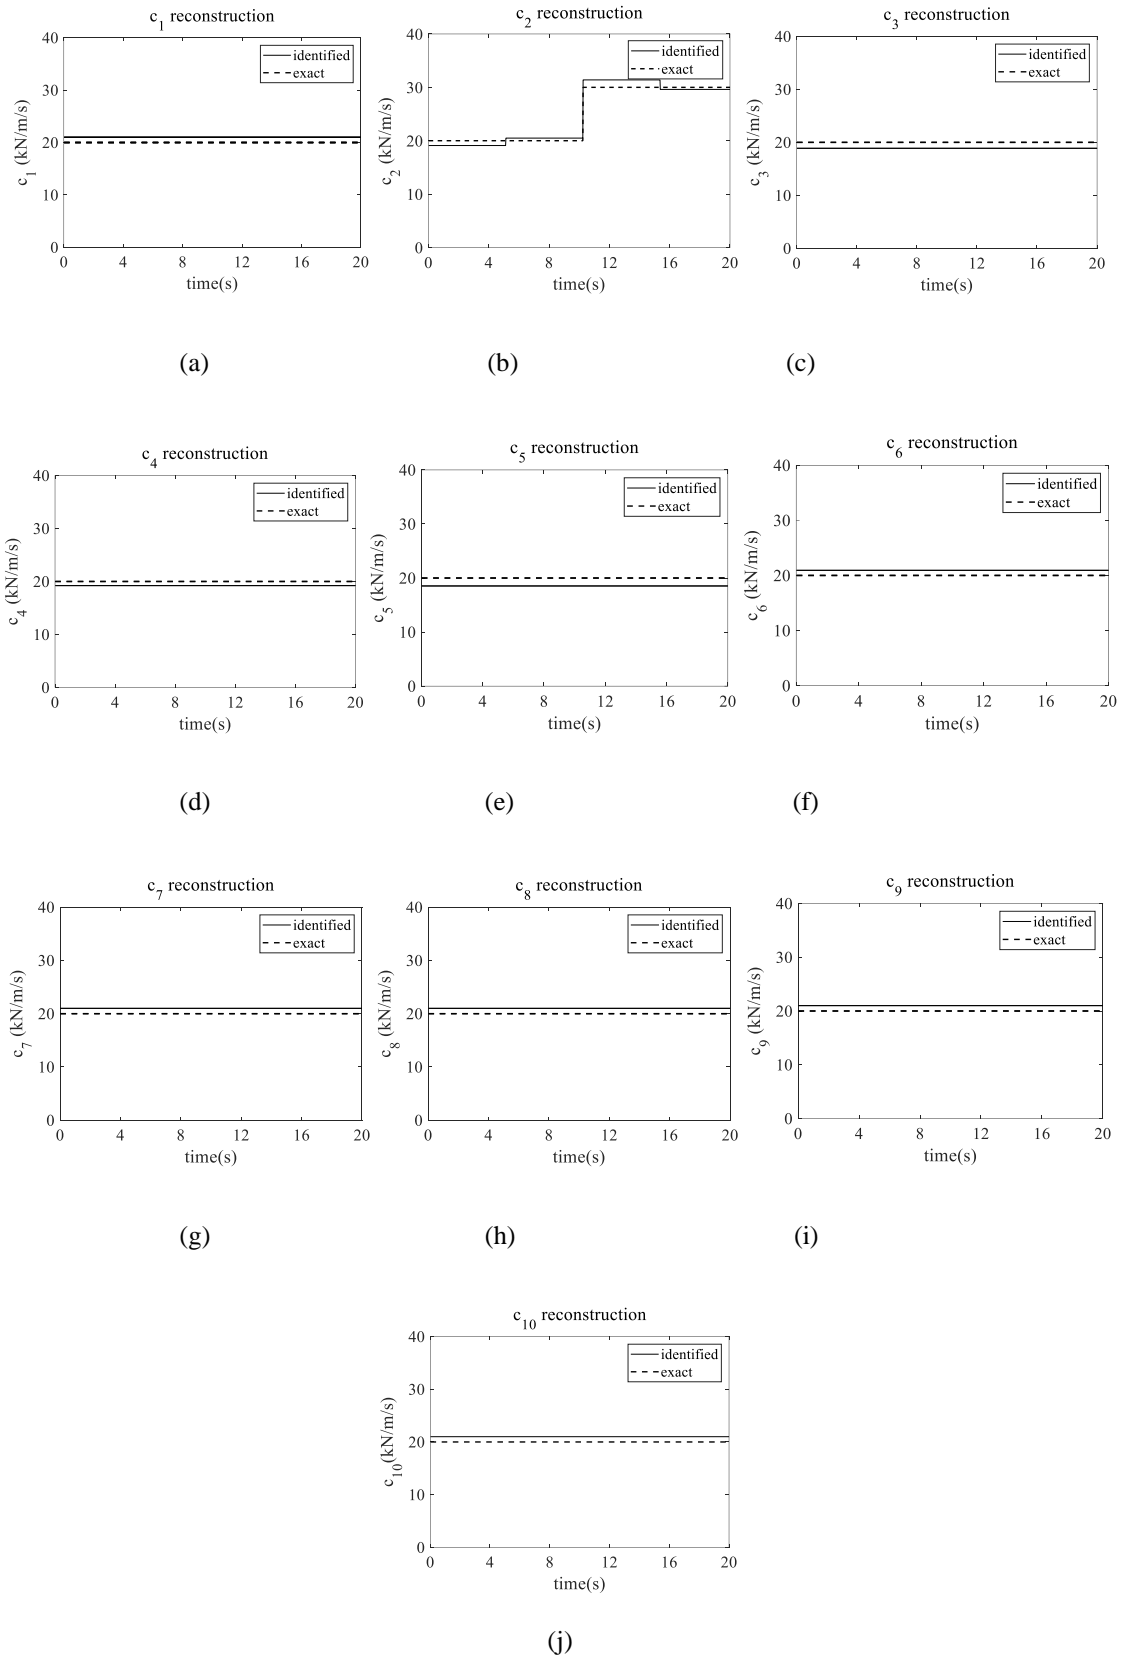 c1 reconstruction
40
30
20
10
0
c1 (kN/m/s)
identified
exact
0 4 8 12 16 20
time(s)
(a)
c2 reconstruction
40
30
20
10
0
c2 (kN/m/s)
identified
exact
0 4 8 12 16 20
time(s)
(b)
c3 reconstruction
40
30
20
10
0
c3 (kN/m/s)
identified
exact
0 4 8 12 16 20
time(s)
(c)
c4 reconstruction
40
30
20
10
0
c4 (kN/m/s)
identified
exact
0 4 8 12 16 20
time(s)
(d)
c5 reconstruction
40
30
20
10
0
c5 (kN/m/s)
identified
exact
0 4 8 12 16 20
time(s)
(e)
c6 reconstruction
40
30
20
10
0
c6 (kN/m/s)
identified
exact
0 4 8 12 16 20
time(s)
(f)
c7 reconstruction
40
30
20
10
0
c7 (kN/m/s)
identified
exact
0 4 8 12 16 20
time(s)
(g)
c8 reconstruction
40
30
20
10
0
c8 (kN/m/s)
identified
exact
0 4 8 12 16 20
time(s)
(h)
c9 reconstruction
40
30
20
10
0
c9 (kN/m/s)
identified
exact
0 4 8 12 16 20
time(s)
(i)
c10 reconstruction
40
30
20
10
0
c10(kN/m/s)
identified
exact
0 4 8 12 16 20
time(s)
(j)